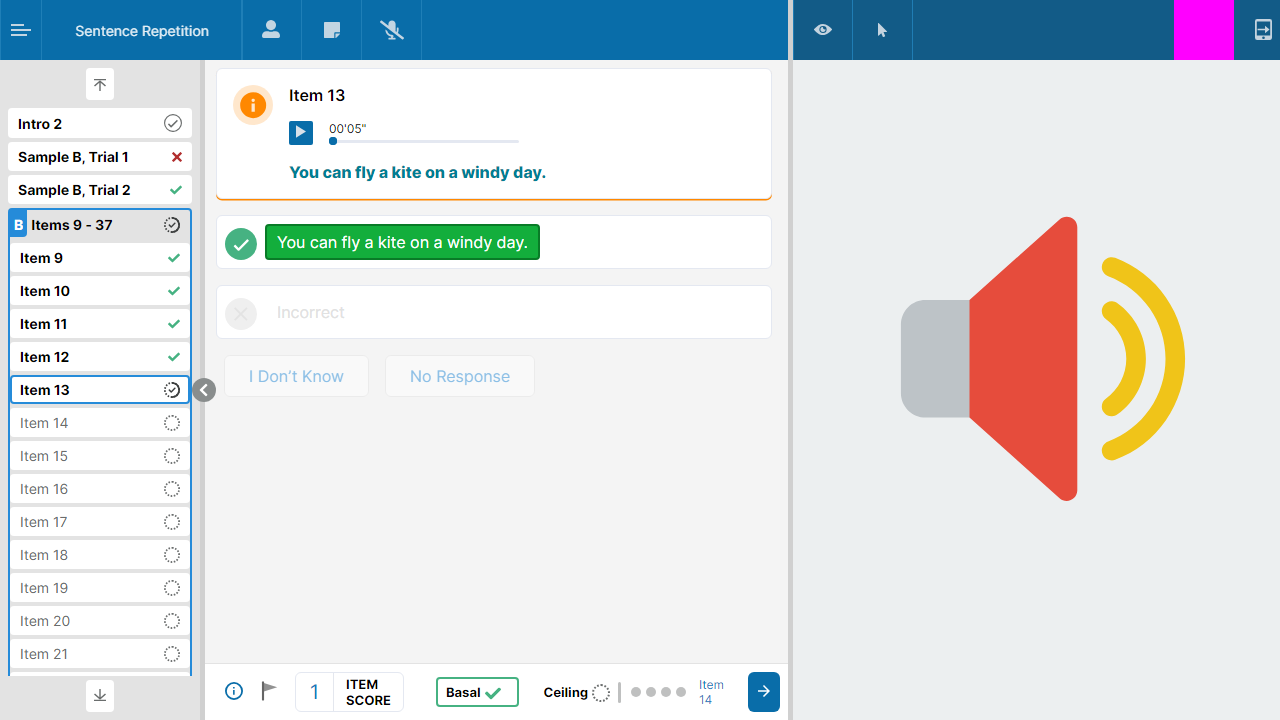 Sentence Repetition
Intro 2
Sample B, Trial 1
Sample B, Trial 2
B Items 9 - 37
Item 9
Item 10
Item 11
Item 12
Item 13
Item 14
Item 15
Item 16
Item 17
Item 18
Item 19
Item 20
Item 21
Item 13
00'05"
You can fly a kite on a windy day.
You can fly a kite on a windy day.
Incorrect
I Don’t Know No Response
1 ITEM
SCORE
Basal
Ceiling
Item
14